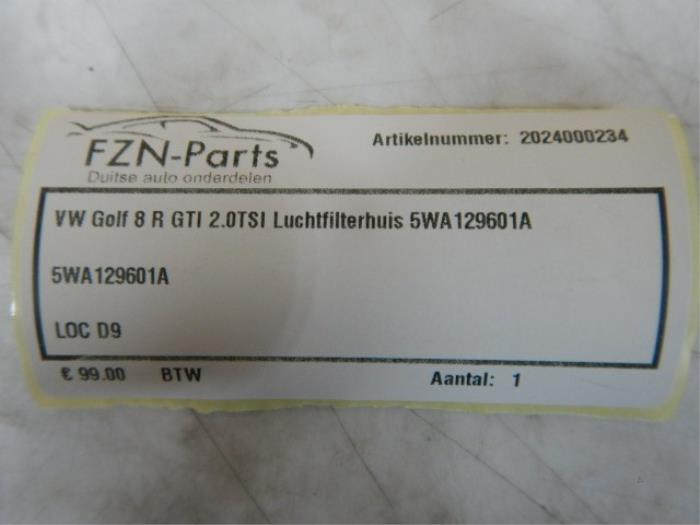 FZN-Parts
Duitse auto onderdelen
Artikelnummer: 2024000234
VW Golf 8 R GTI 2.0TSI Luchtfilterhuis 5WA129601A
5WA129601A
LOC D9
€ 99.00 BTW Aantal: 1